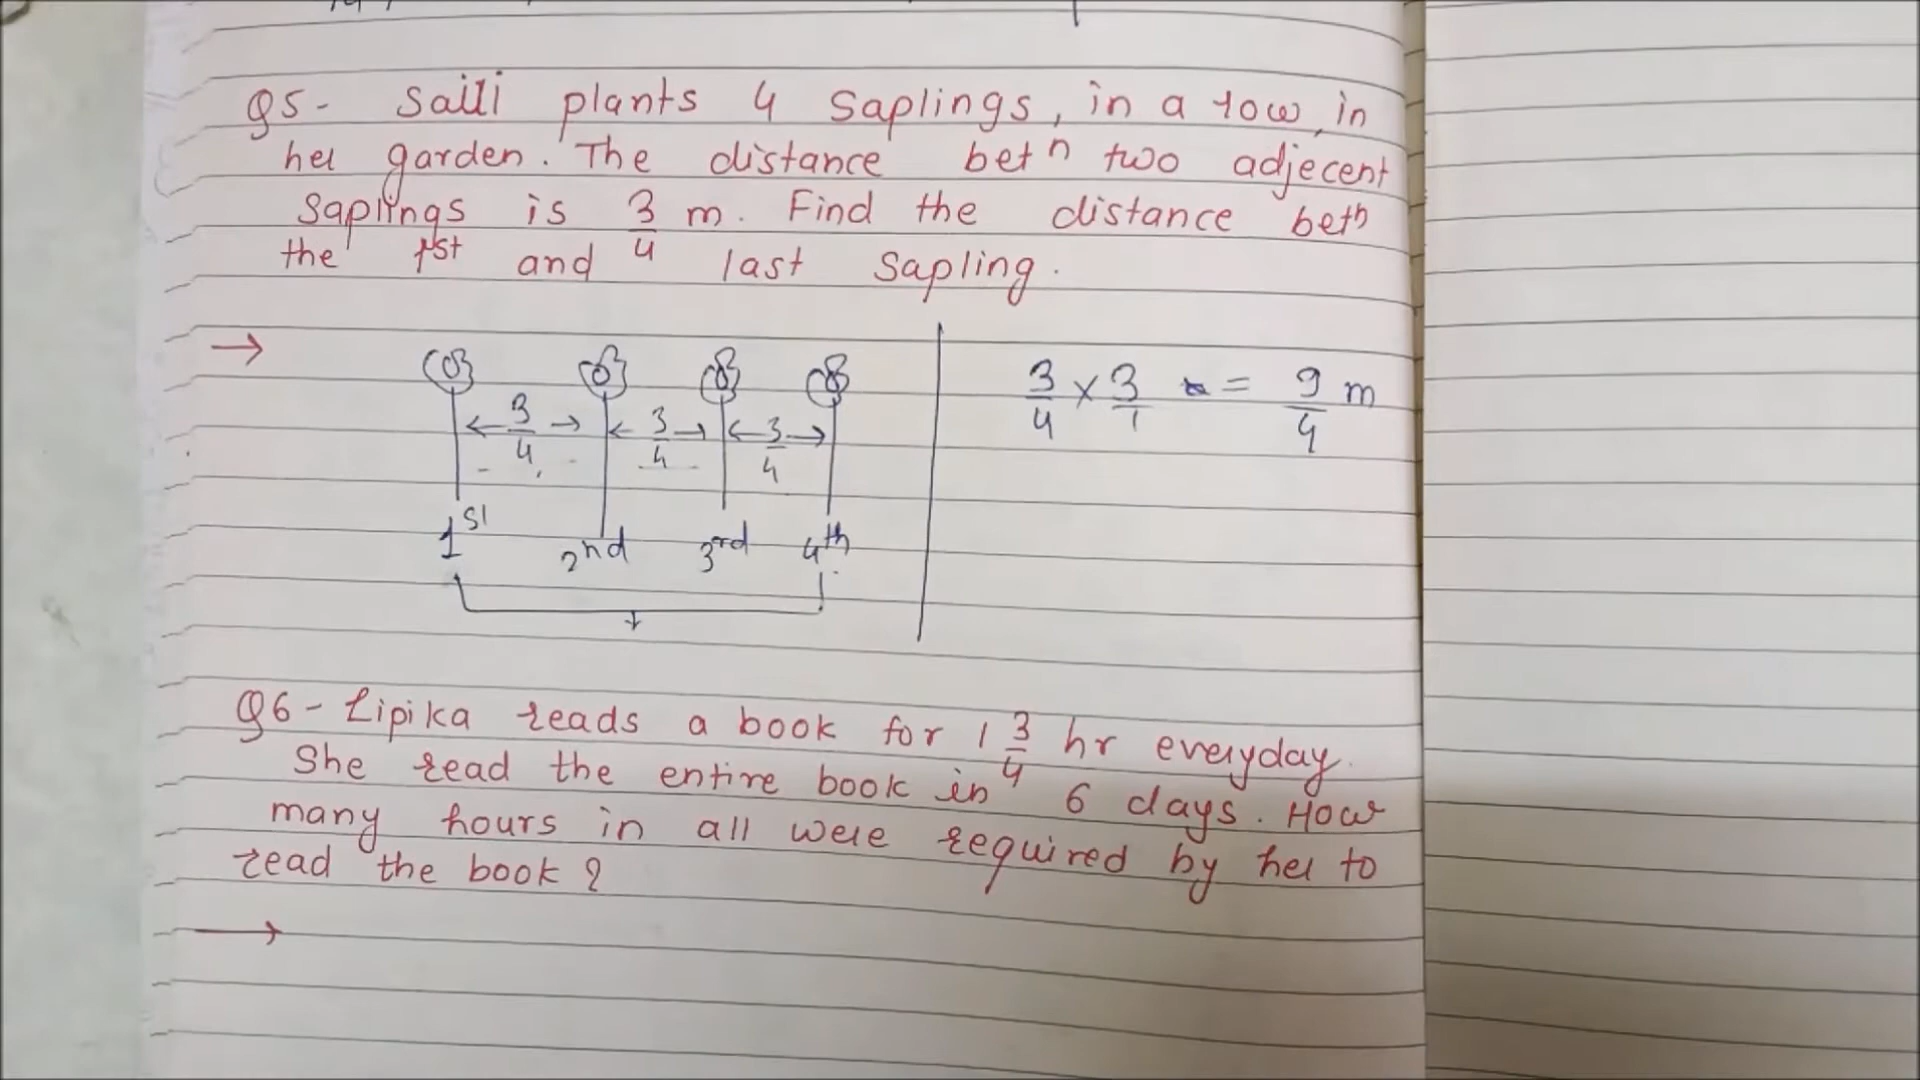 Q5- Saili plants 4 Saplings, in a row, in
her garden. The distance betn two adjecent
Saplings is 3/4 m. Find the distance betn
the 1st and last Sapling.
→
3/4 3/4 3/4
1st 2nd 3rd 4th
3/4 × 3/1 = 9/4 m
Q6- Lipika reads a book for 1 3/4 hr everyday.
She read the entire book in 6 days. How
many hours in all were required by her to
read the book?
→